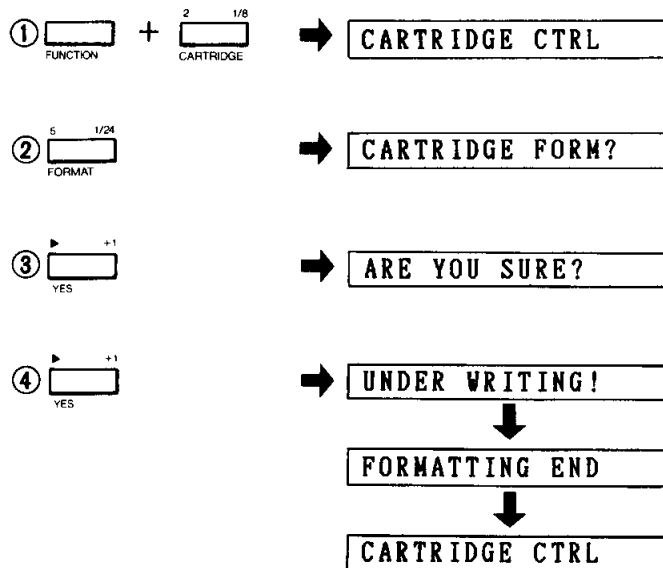 2 1/8
① + CARTRIDGE CTRL
FUNCTION CARTRIDGE
5 1/24
② CARTRIDGE FORM?
FORMAT
▶ +1
③ ARE YOU SURE?
YES
▶ +1
④ UNDER WRITING!
YES
FORMATTING END
CARTRIDGE CTRL